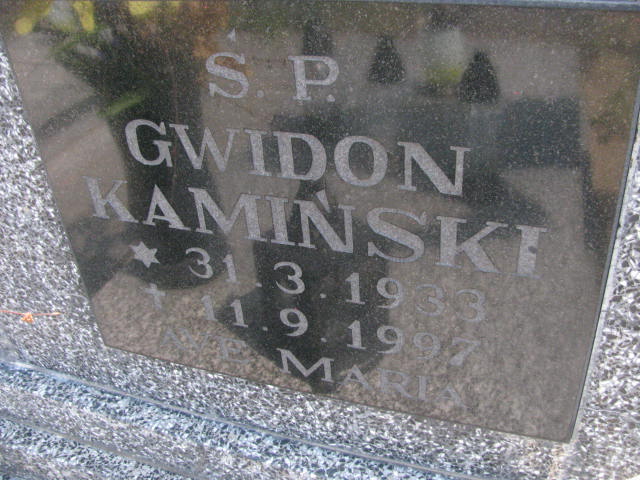 Ś. P.
GWIDON
KAMIŃSKI
* 31.3.1933
† 11.9.1997
AVE MARIA